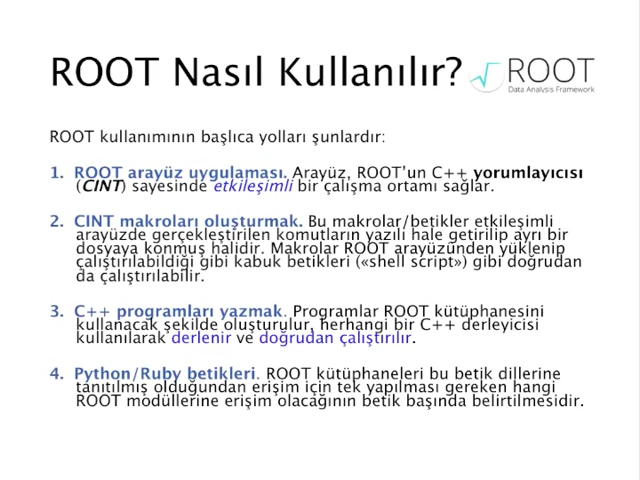 ROOT Nasıl Kullanılır?
ROOT
Data Analysis Framework
ROOT kullanımının başlıca yolları şunlardır:
1. ROOT arayüz uygulaması. Arayüz, ROOT’un C++ yorumlayıcısı
(CINT) sayesinde etkileşimli bir çalışma ortamı sağlar.
2. CINT makroları oluşturmak. Bu makrolar/betikler etkileşimli
arayüzde gerçekleştirilen komutların yazılı hale getirilip ayrı bir
dosyaya konmuş halidir. Makrolar ROOT arayüzünden yüklenip
çalıştırılabildiği gibi kabuk betikleri («shell script») gibi doğrudan
da çalıştırılabilir.
3. C++ programları yazmak. Programlar ROOT kütüphanesini
kullanacak şekilde oluşturulur, herhangi bir C++ derleyicisi
kullanılarak derlenir ve doğrudan çalıştırılır.
4. Python/Ruby betikleri. ROOT kütüphaneleri bu betik dillerine
tanıtılmış olduğundan erişim için tek yapılması gereken hangi
ROOT modüllerine erişim olacağının betik başında belirtilmesidir.